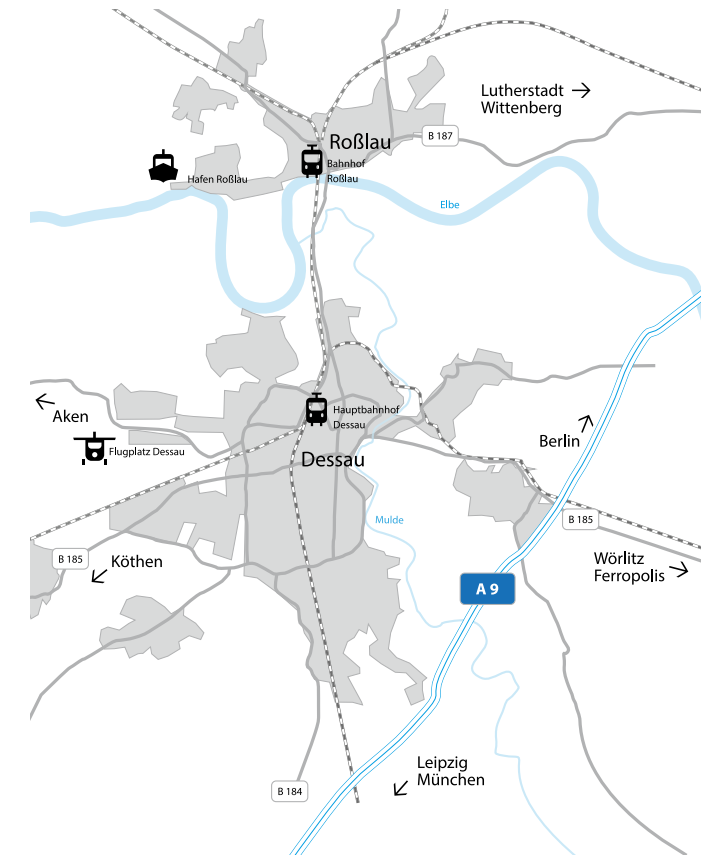 Lutherstadt
Wittenberg
B 187
Roßlau
Bahnhof
Roßlau
Hafen Roßlau
Elbe
Aken
Hauptbahnhof
Dessau
Flugplatz Dessau
Berlin
Dessau
Mulde
B 185
B 185
Köthen
Wörlitz
Ferropolis
A 9
Leipzig
München
B 184